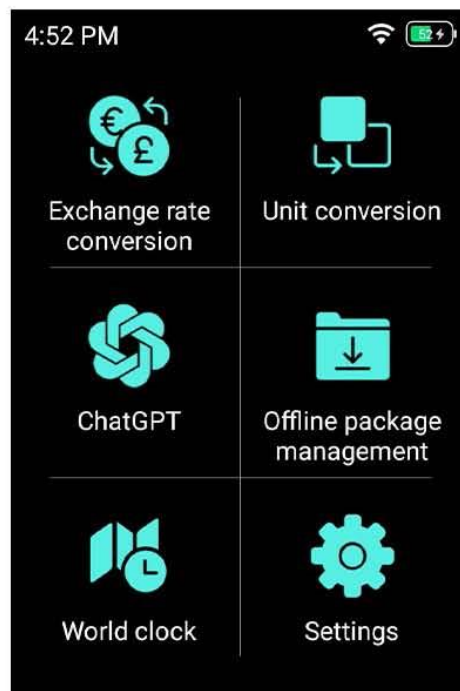 4:52 PM
52
Exchange rate
conversion
Unit conversion
ChatGPT
Offline package
management
World clock
Settings